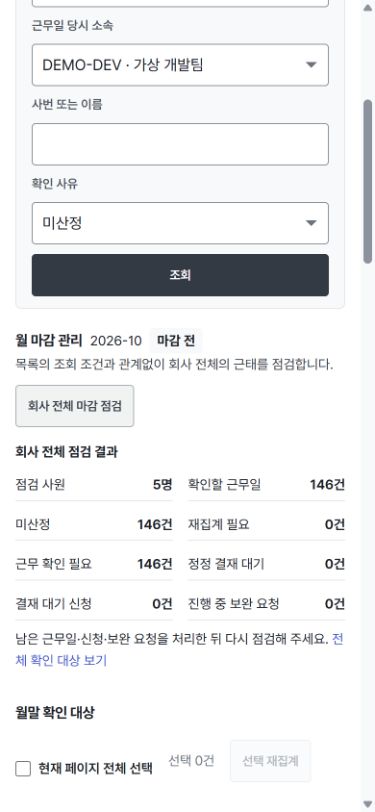 근무일 당시 소속
DEMO-DEV · 가상 개발팀
사번 또는 이름
확인 사유
미산정
조회
월 마감 관리 2026-10 마감 전
목록의 조회 조건과 관계없이 회사 전체의 근태를 점검합니다.
회사 전체 마감 점검
회사 전체 점검 결과
점검 사원 5명 확인할 근무일 146건
미산정 146건 재집계 필요 0건
근무 확인 필요 146건 정정 결재 대기 0건
결재 대기 신청 0건 진행 중 보완 요청 0건
남은 근무일·신청·보완 요청을 처리한 뒤 다시 점검해 주세요. 전
체 확인 대상 보기
월말 확인 대상
현재 페이지 전체 선택 선택 0건 선택 재집계